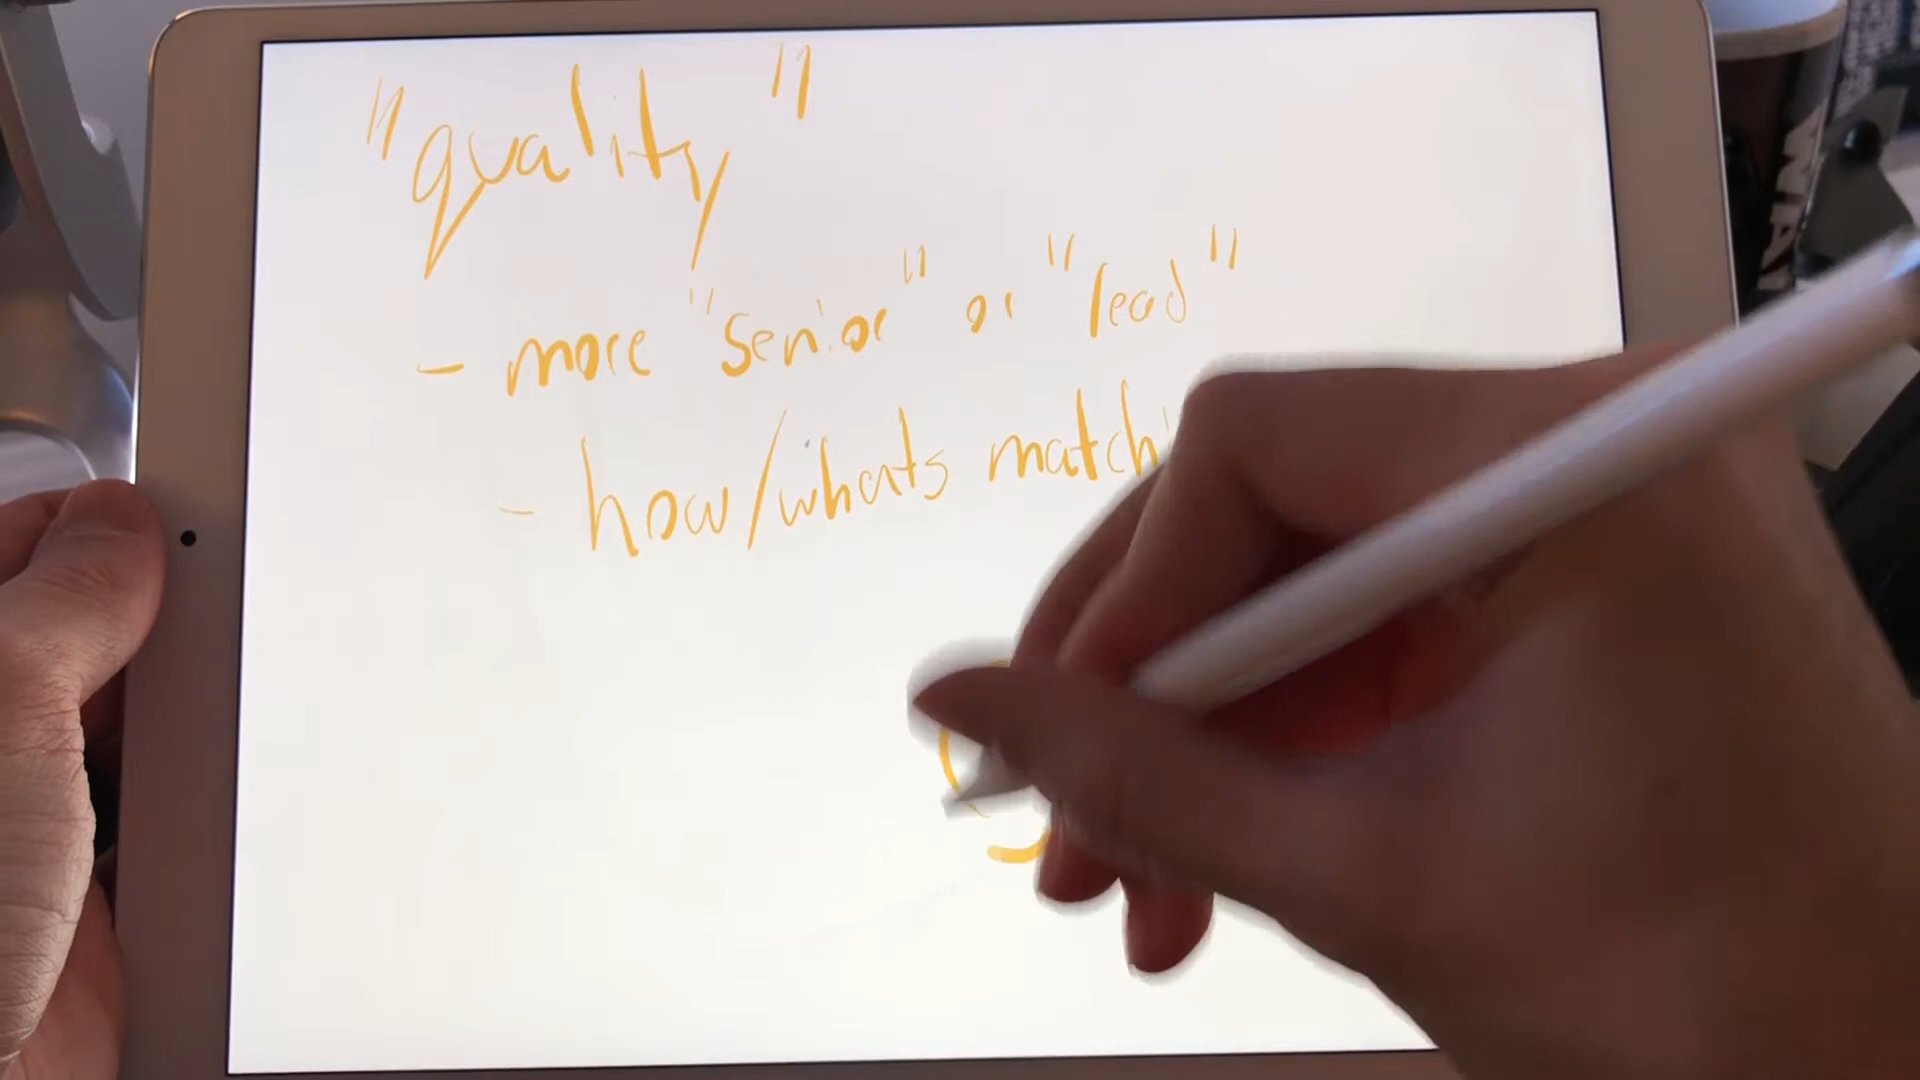 "quality"
- more "senior" or "lead"
- how/whats match